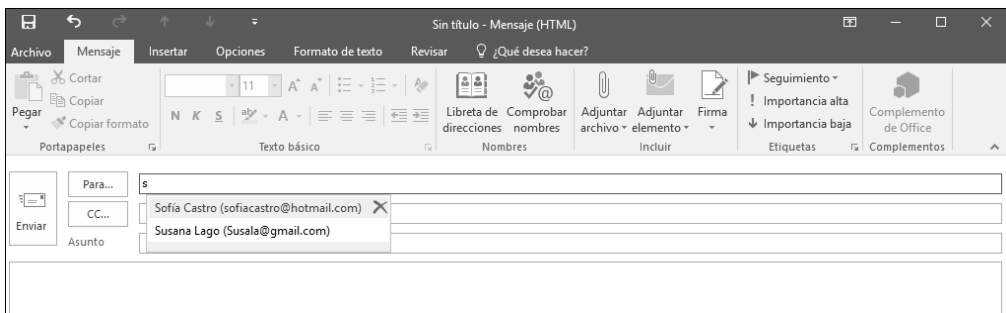 Sin título - Mensaje (HTML)
Archivo Mensaje Insertar Opciones Formato de texto Revisar ¿Qué desea hacer?
Pegar
Cortar
Copiar
Copiar formato
Portapapeles
11 A A
N K S ab A
Texto básico
Libreta de direcciones
Comprobar nombres
Nombres
Adjuntar archivo
Adjuntar elemento
Firma
Incluir
Seguimiento
! Importancia alta
Importancia baja
Etiquetas
Complemento de Office
Complementos
Enviar
Para...
s
CC...
Asunto
Sofía Castro (sofiacastro@hotmail.com)
Susana Lago (Susala@gmail.com)